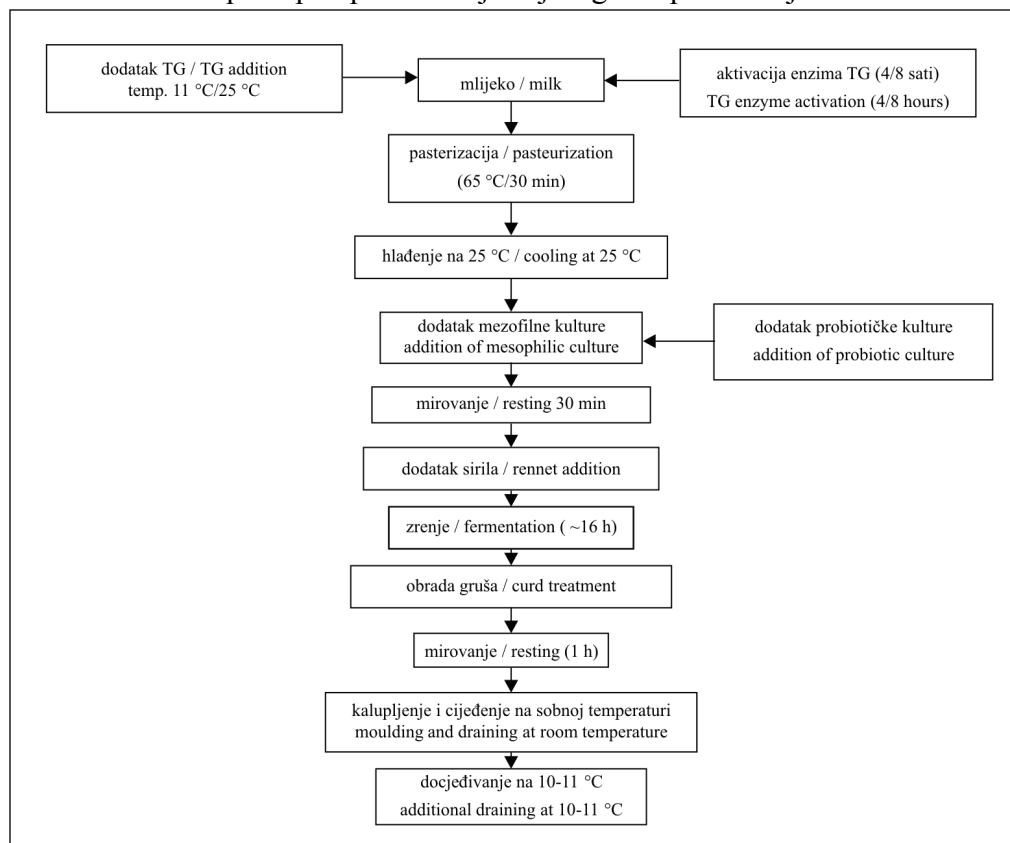 dodatak TG / TG addition
temp. 11 °C/25 °C
mlijeko / milk
aktivacija enzima TG (4/8 sati)
TG enzyme activation (4/8 hours)
pasterizacija / pasteurization
(65 °C/30 min)
hlađenje na 25 °C / cooling at 25 °C
dodatak mezofilne kulture
addition of mesophilic culture
dodatak probiotičke kulture
addition of probiotic culture
mirovanje / resting 30 min
dodatak sirila / rennet addition
zrenje / fermentation ( ~16 h)
obrada gruša / curd treatment
mirovanje / resting (1 h)
kalupljenje i cijeđenje na sobnoj temperaturi
moulding and draining at room temperature
docjeđivanje na 10-11 °C
additional draining at 10-11 °C